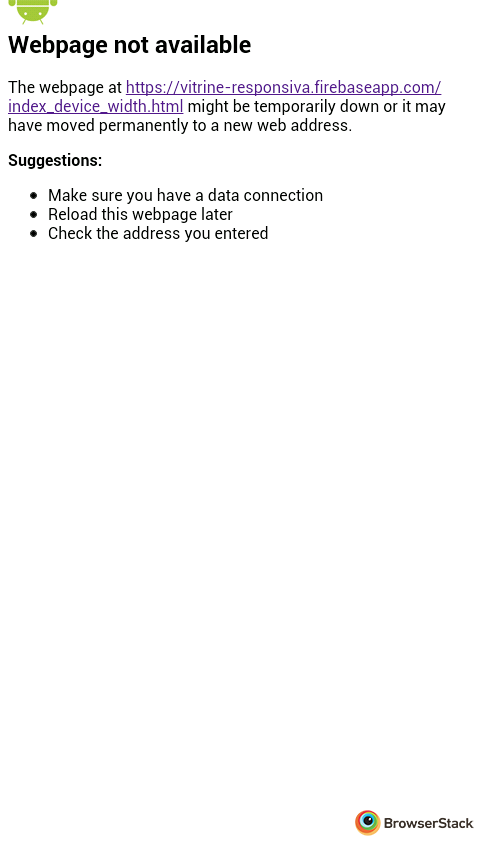 Webpage not available
The webpage at https://vitrine-responsiva.firebaseapp.com/
index_device_width.html might be temporarily down or it may
have moved permanently to a new web address.
Suggestions:
Make sure you have a data connection
Reload this webpage later
Check the address you entered
BrowserStack